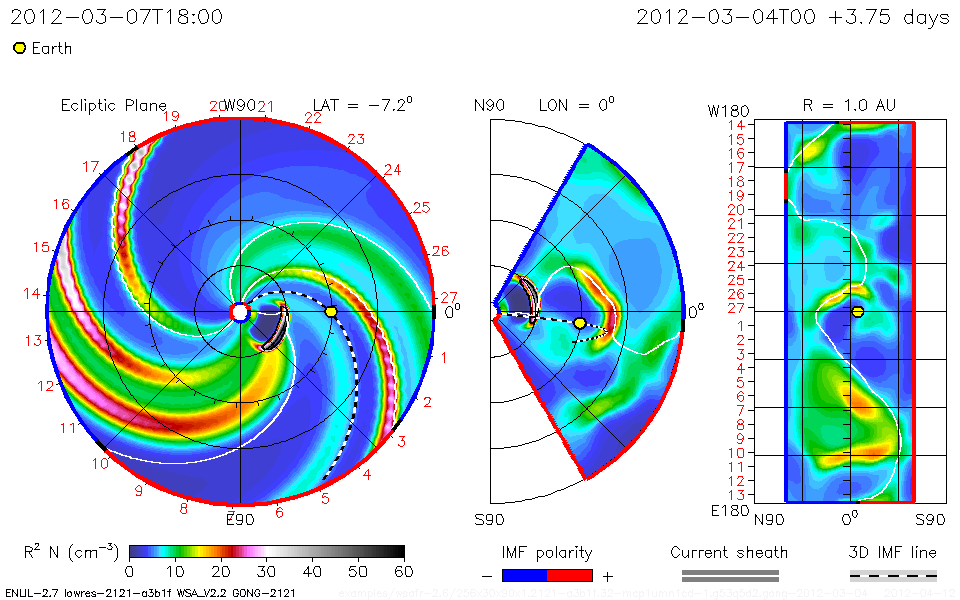 2012-03-07T18:00 2012-03-04T00 +3.75 days
Earth
Ecliptic Plane W90 LAT = -7.2° N90 LON = 0° R = 1.0 AU
W180
20 21
19 22
18 23
17 24
16 25
15 26
14 27 0°
13 1
12 2
11 3
10 4
9 5
8 7 6
E90
0°
S90
14
15
16
17
18
19
20
21
22
23
24
25
26
27
1
2
3
4
5
6
7
8
9
10
11
12
13
E180
N90 0° S90
R² N (cm⁻³)
0 10 20 30 40 50 60
IMF polarity
- +
Current sheath
3D IMF line
ENLIL-2.7 lowres-2121-a3b1f WSA_V2.2 GONG-2121